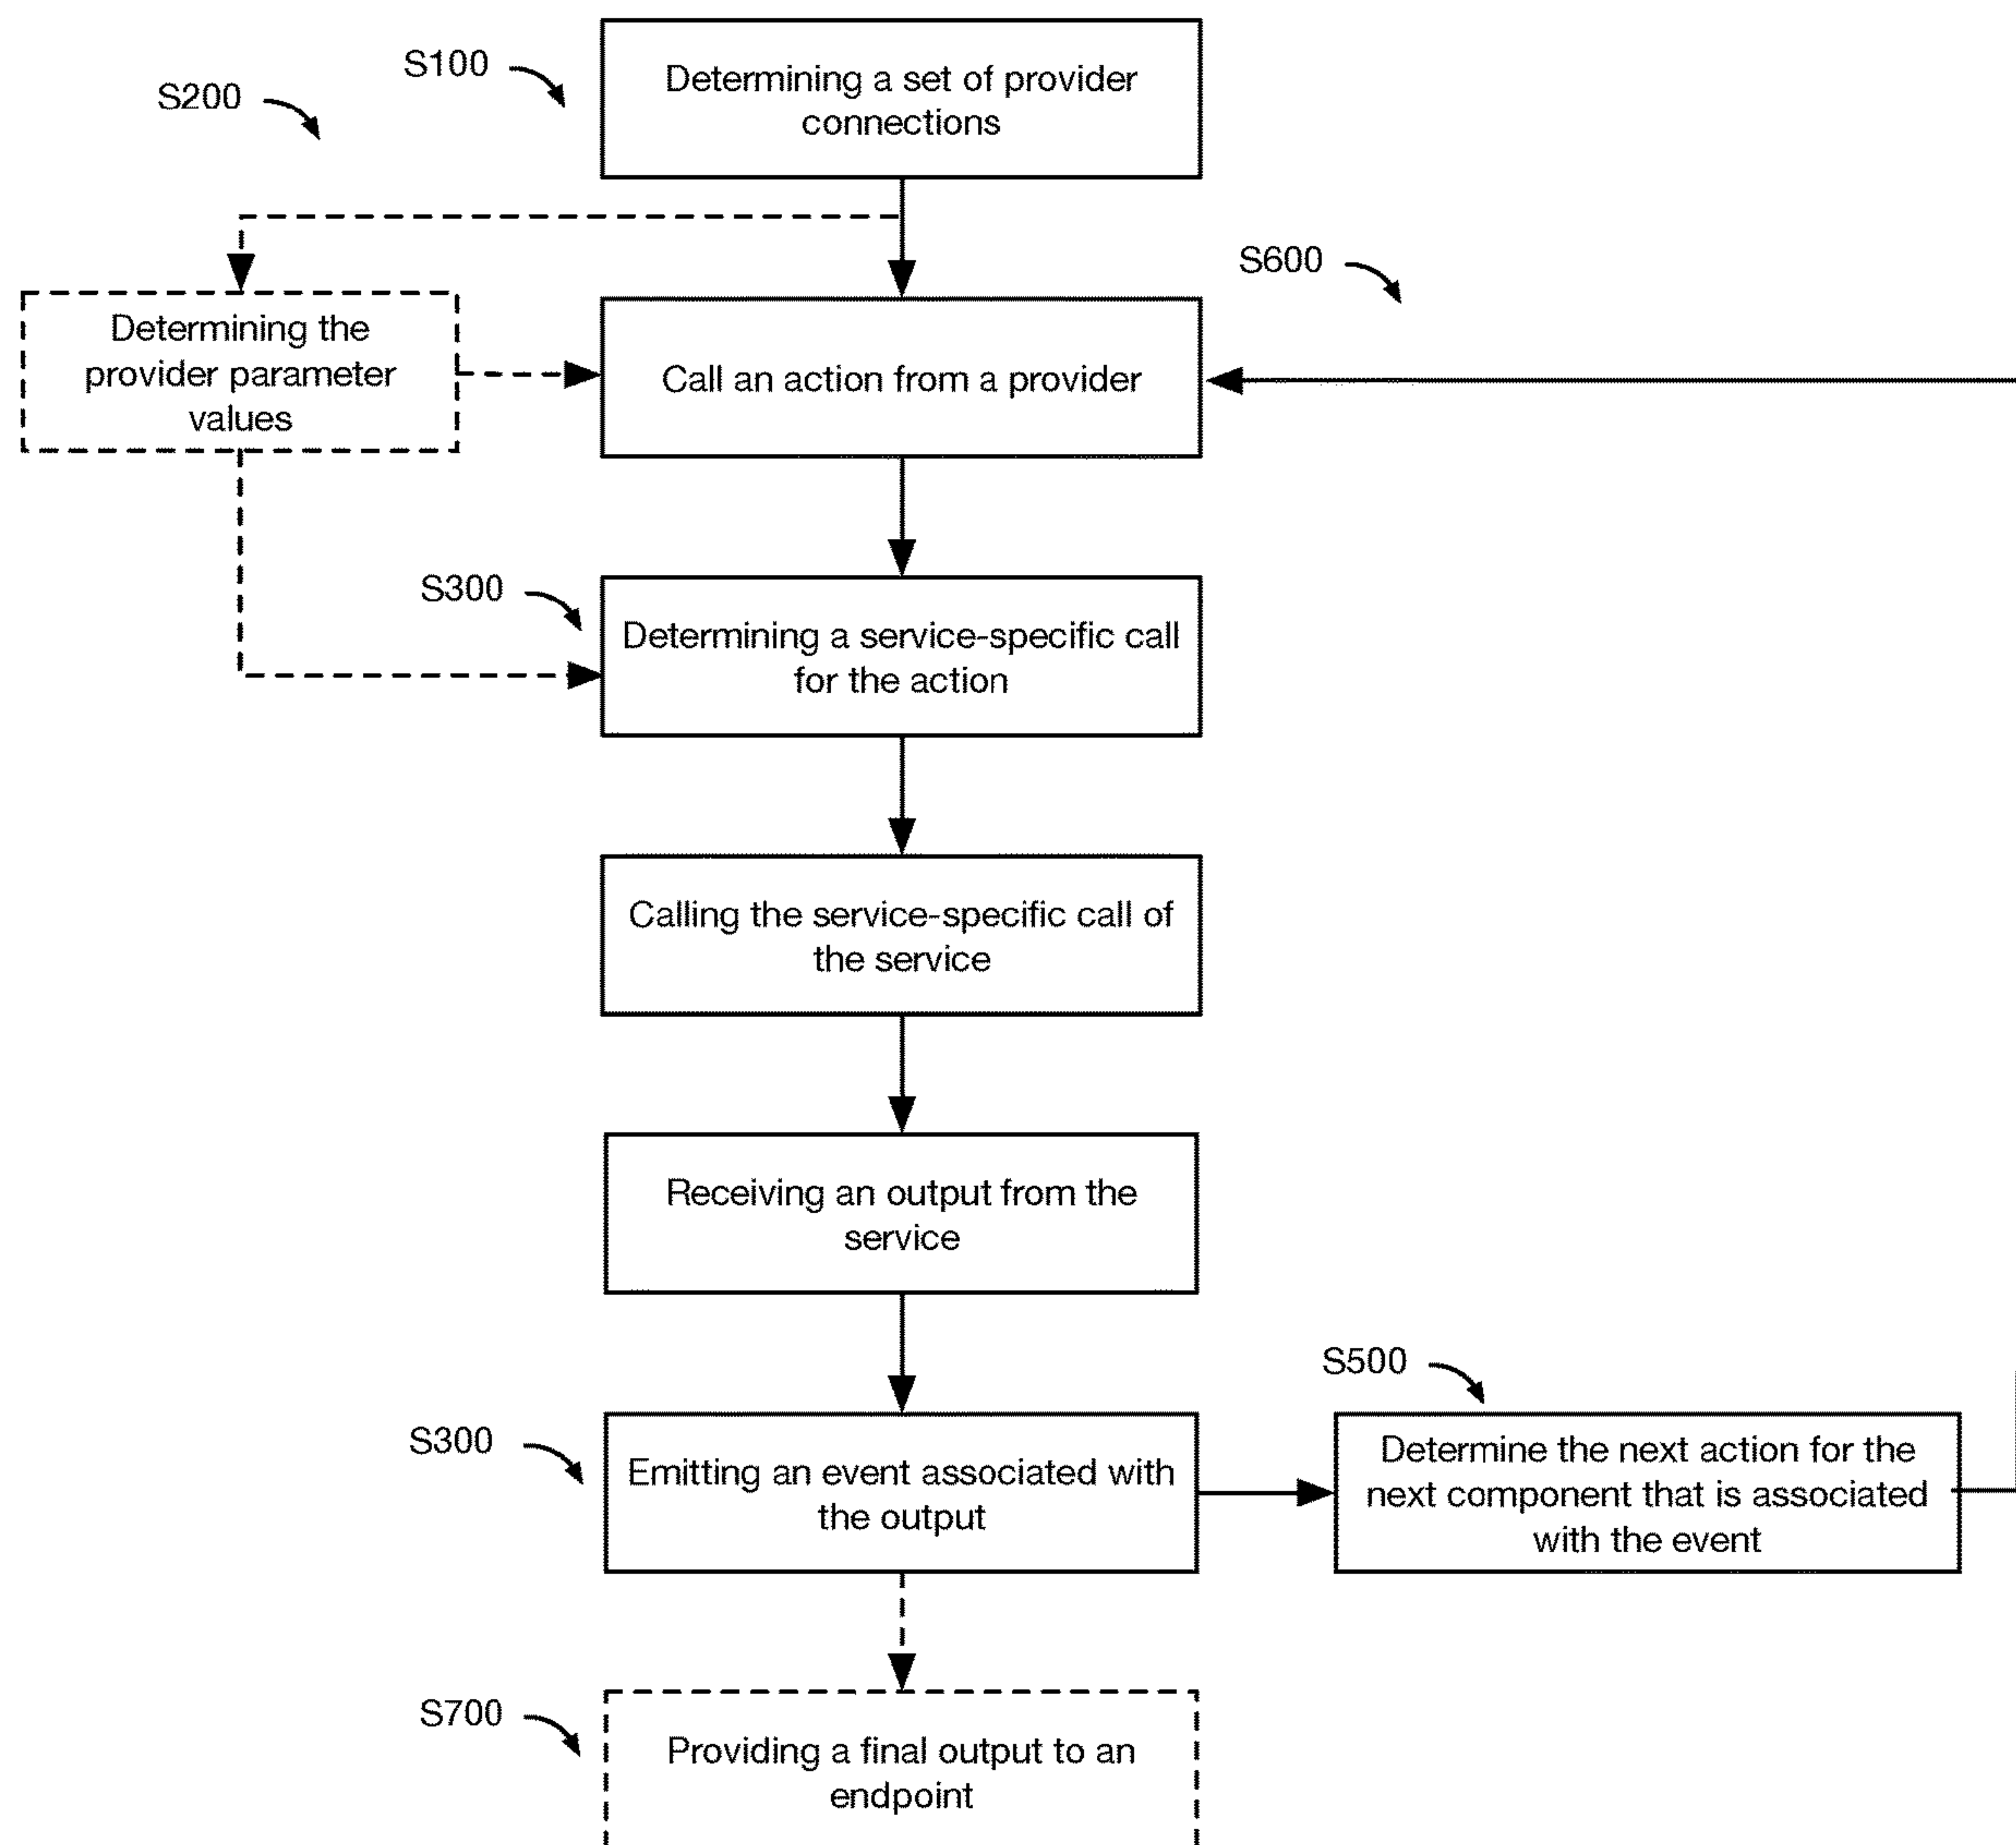 S100
Determining a set of provider
connections
S200
S600
Determining the
provider parameter
values
Call an action from a provider
S300
Determining a service-specific call
for the action
Calling the service-specific call of
the service
Receiving an output from the
service
S300
Emitting an event associated with
the output
S500
Determine the next action for the
next component that is associated
with the event
S700
Providing a final output to an
endpoint